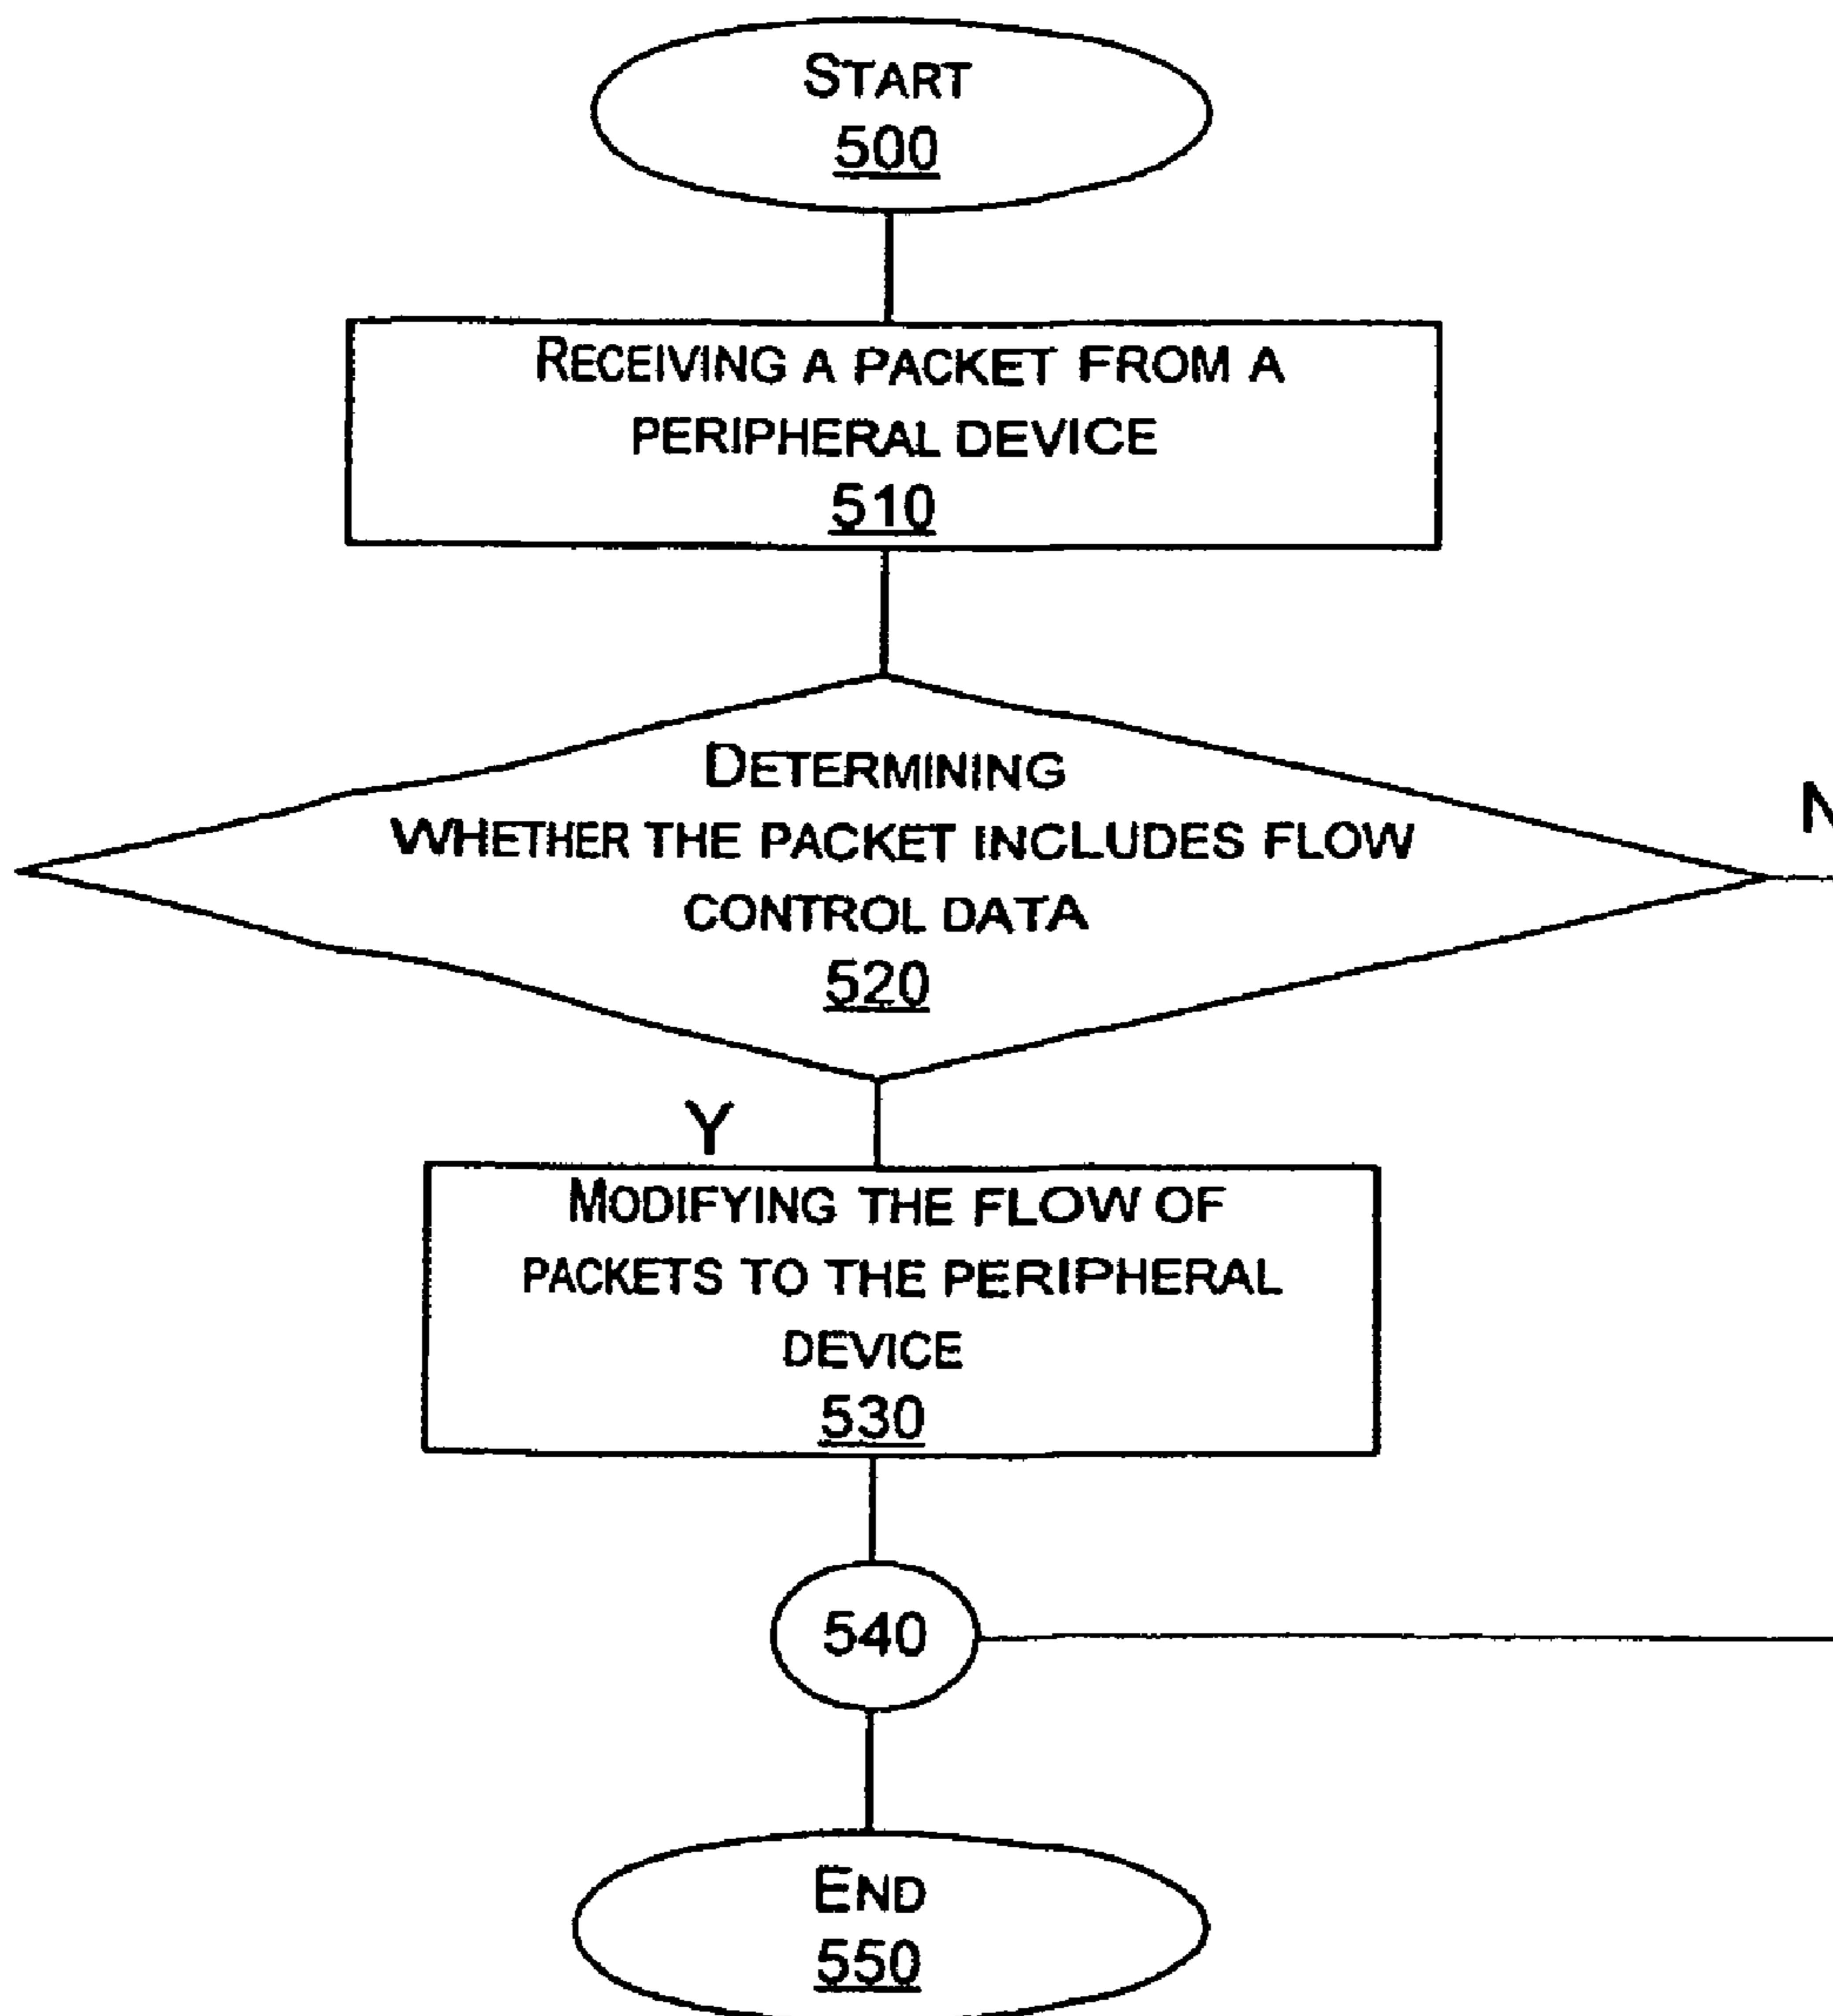 START
500
RECEIVING A PACKET FROM A
PERIPHERAL DEVICE
510
DETERMINING
WHETHER THE PACKET INCLUDES FLOW
CONTROL DATA
520
N
Y
MODIFYING THE FLOW OF
PACKETS TO THE PERIPHERAL
DEVICE
530
540
END
550